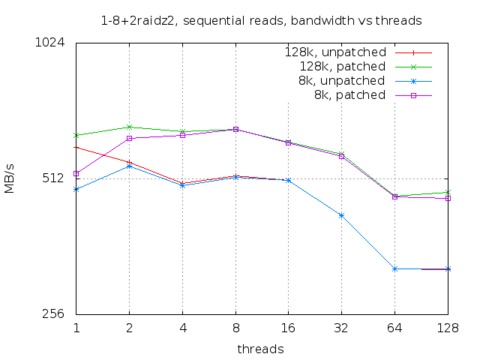 1-8+2raidz2, sequential reads, bandwidth vs threads
1024
128k, unpatched
128k, patched
8k, unpatched
8k, patched
MB/s
512
256
1 2 4 8 16 32 64 128
threads